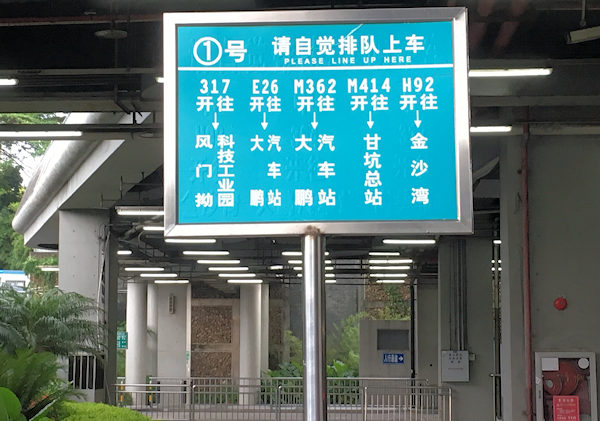 ①号 请自觉排队上车
PLEASE LINE UP HERE
317 E26 M362 M414 H92
开往 开往 开往 开往 开往
风门坳科技工业园
大鹏汽车站
大鹏汽车站
甘坑总站
金沙湾